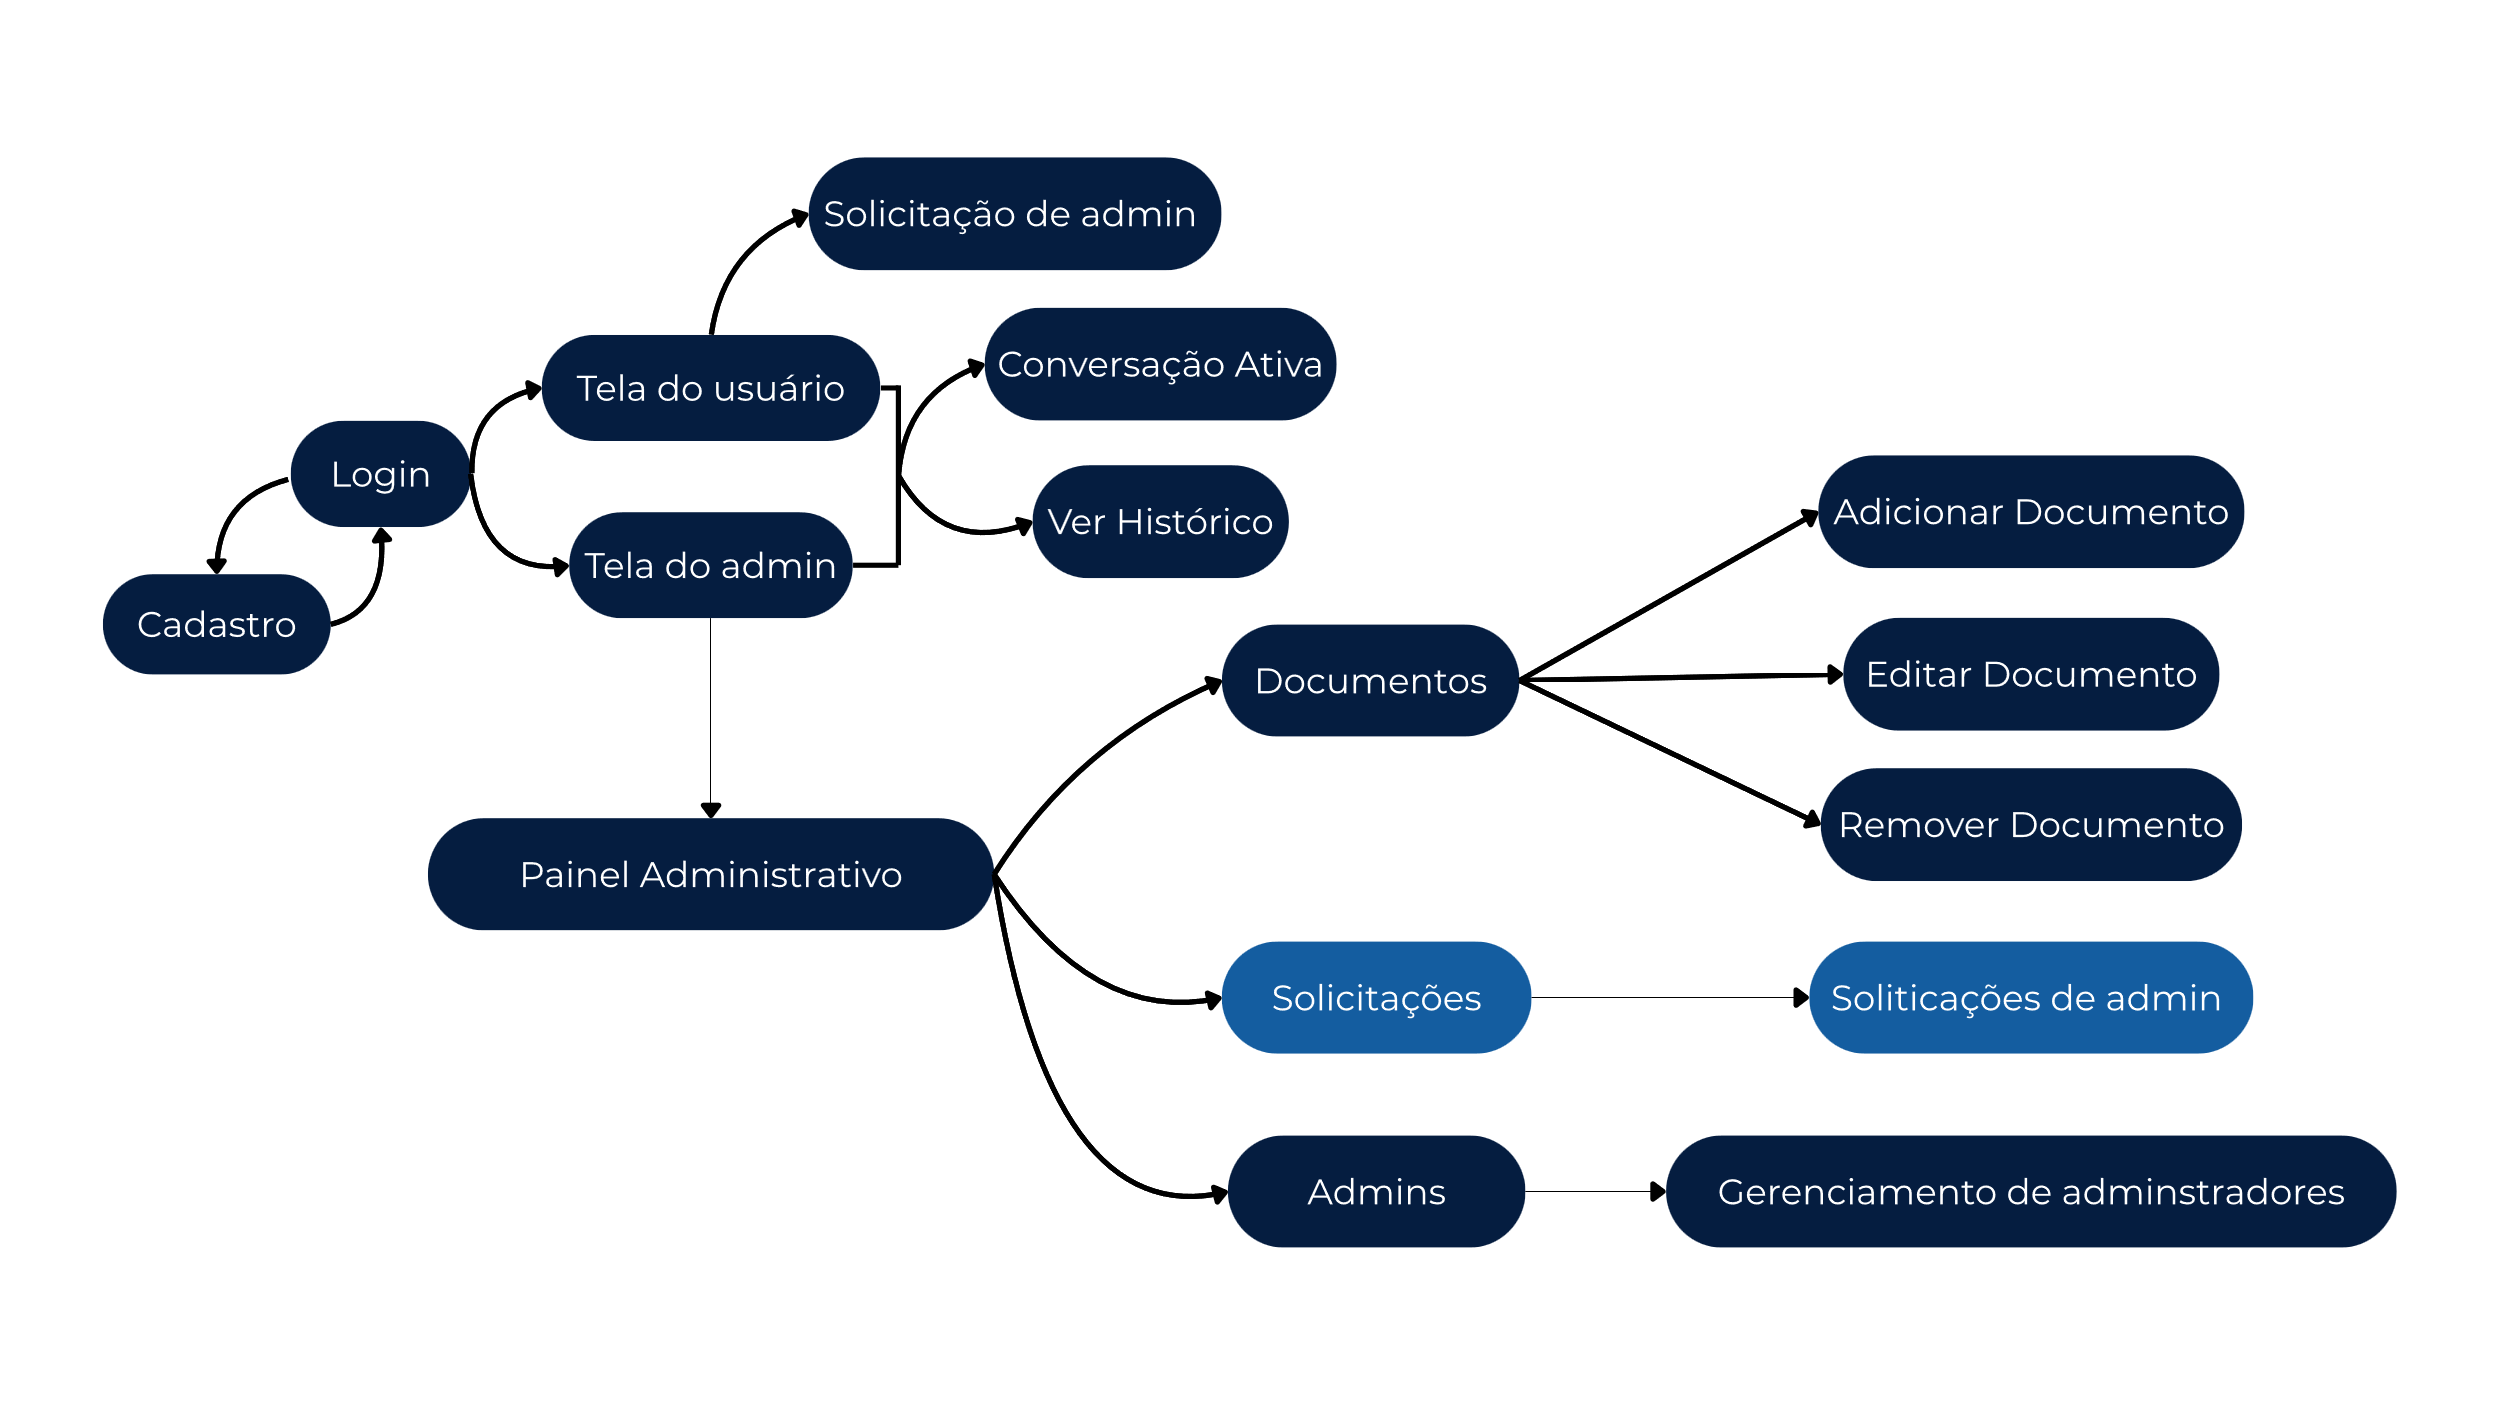 Solicitação de admin
Conversação Ativa
Tela do usuário
Login
Ver Histórico
Adicionar Documento
Tela do admin
Cadastro
Documentos
Editar Documento
Remover Documento
Painel Administrativo
Solicitações
Soliticações de admin
Admins
Gerenciamento de adminstradores